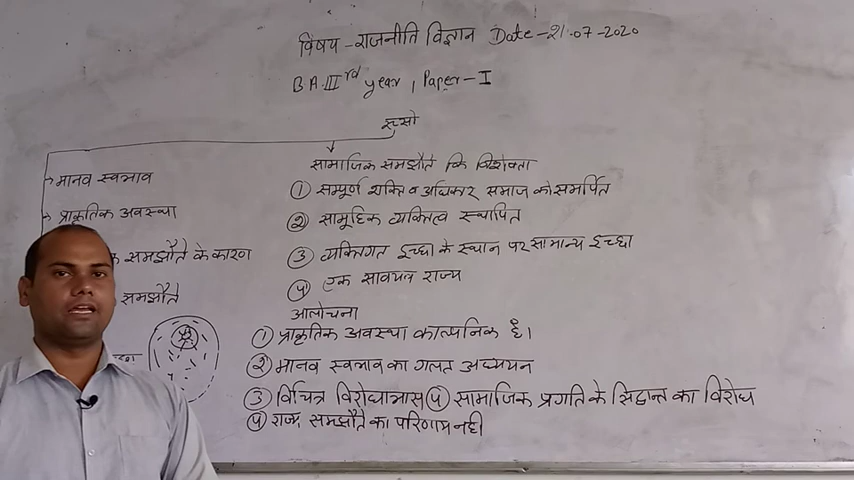 विषय - राजनीति विज्ञान Date - 21.07-2020
B A III rd year, Paper - I
रूसो
मानव स्वभाव
प्राकृतिक अवस्था
क समझौते के कारण
समझौते
सामाजिक समझौते कि विशेषता
① सम्पूर्ण शक्ति व अधिकार समाज को समर्पित
② सामूहिक व्यक्तित्व स्थापित
③ व्यक्तिगत इच्छा के स्थान पर सामान्य इच्छा
④ एक सावयव राज्य
आलोचना
① प्राकृतिक अवस्था काल्पनिक है।
② मानव स्वभाव का गलत अध्ययन
③ विचित्र विरोधाभास ④ सामाजिक प्रगति के सिद्धान्त का विरोध
④ राज्य समझौते का परिणाम नही